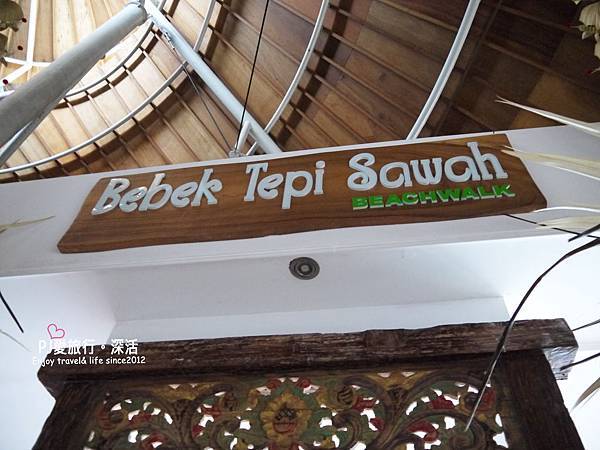 Bebek Tepi Sawah
BEACHWALK
PJ愛旅行。深活
Enjoy travel& life since2012